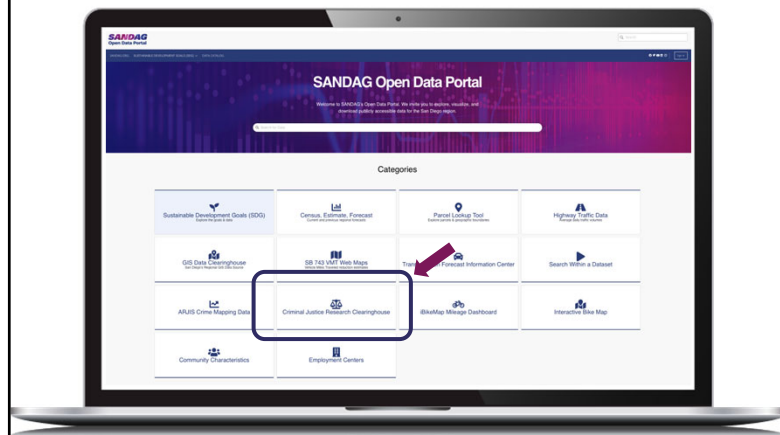 SANDAG
Open Data Portal
Search
SANDAG Open Data Portal
Welcome to SANDAG's Open Data Portal. We invite you to explore, visualize, and
download publicly accessible data for the San Diego region.
Categories
Sustainable Development Goals (SDG)
Census, Estimate, Forecast
Parcel Lookup Tool
Highway Traffic Data
GIS Data Clearinghouse
SB 743 VMT Web Maps
Forecast Information Center
Search Within a Dataset
ARJIS Crime Mapping Data
Criminal Justice Research Clearinghouse
iBikeMap Mileage Dashboard
Interactive Bike Map
Community Characteristics
Employment Centers